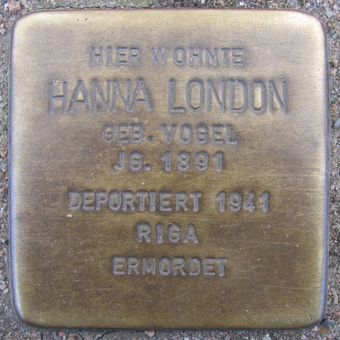 HIER WOHNTE
HANNA LONDON
GEB. VOGEL
JG. 1891
DEPORTIERT 1941
RIGA
ERMORDET